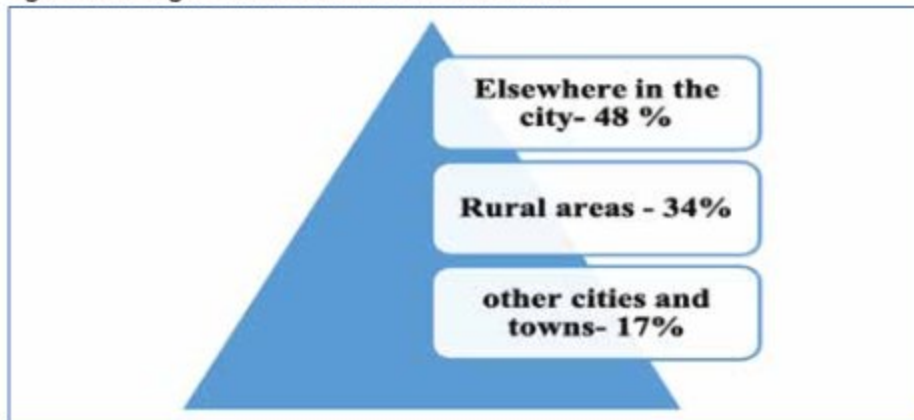 Elsewhere in the
city- 48 %
Rural areas - 34%
other cities and
towns- 17%